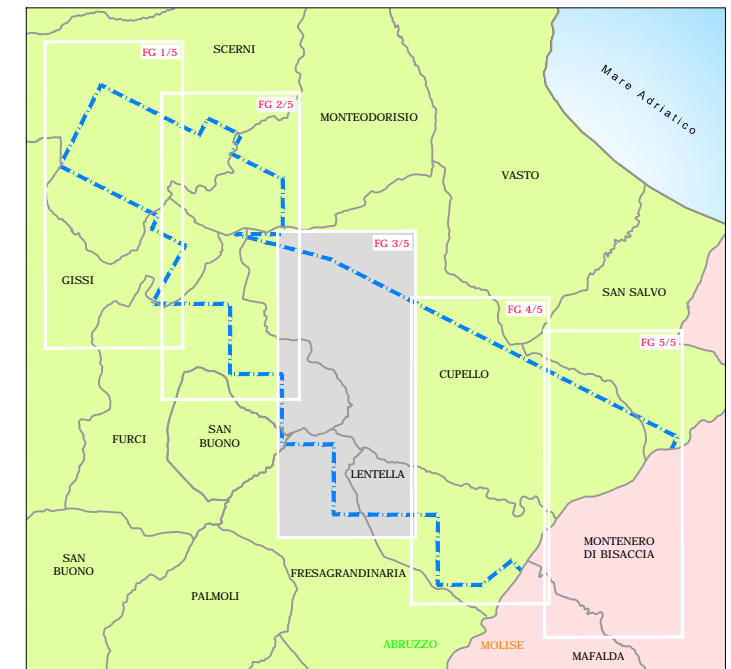 SCERNI
FG 1/5
FG 2/5
MONTEODORISIO
Mare Adriatico
VASTO
FG 3/5
GISSI
SAN SALVO
FG 4/5
FG 5/5
CUPELLO
FURCI
SAN
BUONO
LENTELLA
MONTENERO
DI BISACCIA
SAN
BUONO
FRESAGRANDINARIA
PALMOLI
ABRUZZO
MOLISE
MAFALDA